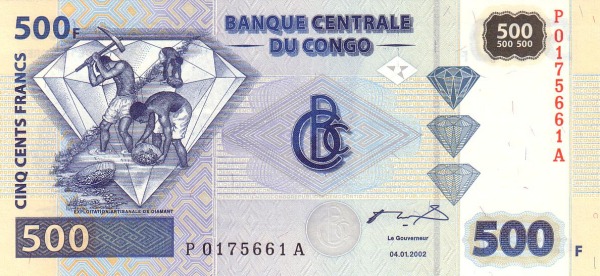 500F
BANQUE CENTRALE
DU CONGO
500
500 500
P0175661A
CINQ CENTS FRANCS
BCC
EXPLOITATION ARTISANALE DE DIAMANT
500
P 0175661 A
Le Gouverneur
04.01.2002
500 F